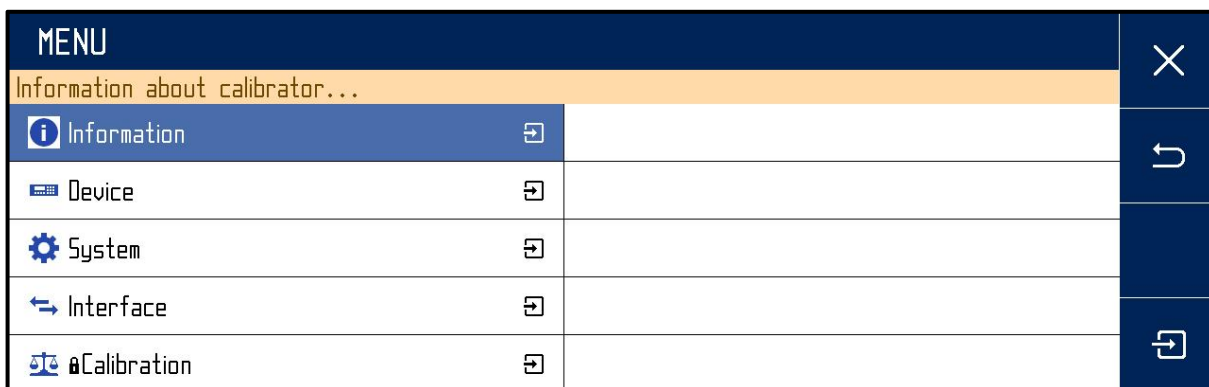 MENU
Information about calibrator...
Information
Device
System
Interface
Calibration